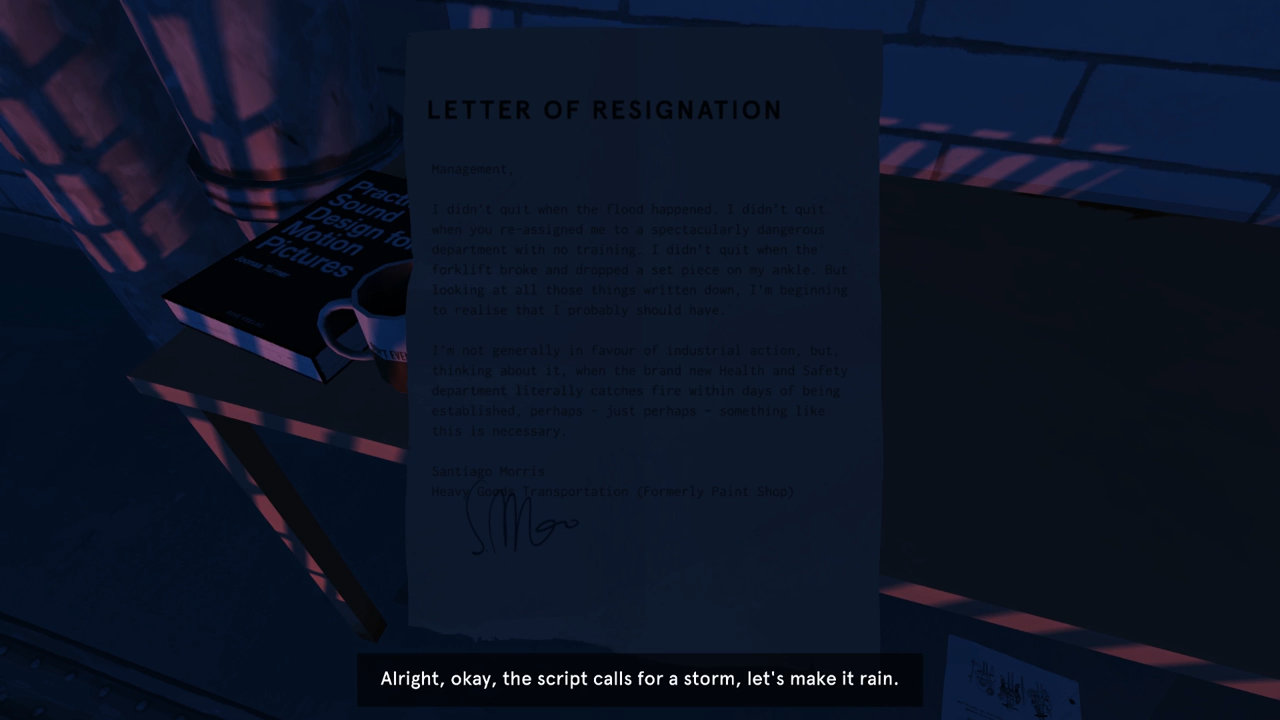 LETTER OF RESIGNATION
Management,
I didn't quit when the flood happened, I didn't quit
when you re-assigned me to a spectacularly dangerous
department with no training. I didn't quit when the
forklift broke and dropped a set piece on my ankle. But
looking at all those things written down, I'm beginning
to realise that I probably should have.
I'm not generally in favour of industrial action, but,
thinking about it, when the brand new Health and Safety
department literally catches fire within days of being
established, perhaps - just perhaps - something like
this is necessary.
Santiago Morris
Heavy Goods Transportation (Formerly Paint Shop)
Sound
Design for
Motion
Pictures
Joshua Turner
Alright, okay, the script calls for a storm, let's make it rain.